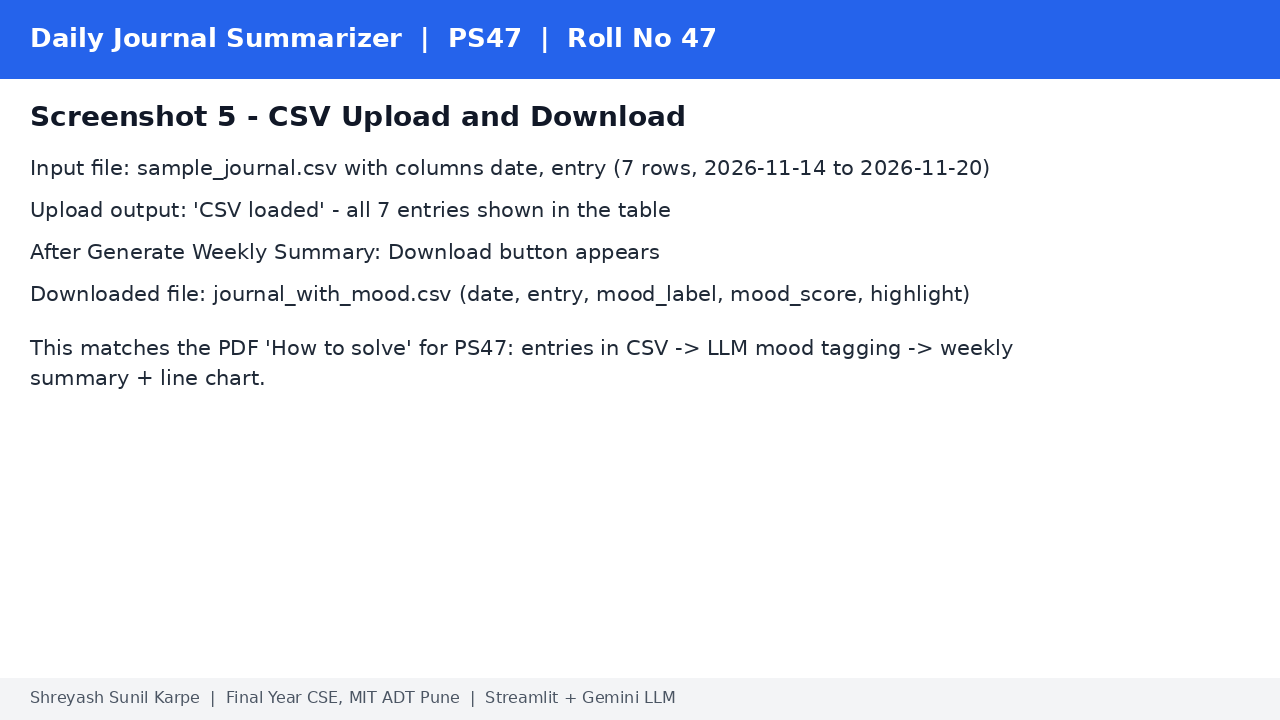 Daily Journal Summarizer | PS47 | Roll No 47
Screenshot 5 - CSV Upload and Download
Input file: sample_journal.csv with columns date, entry (7 rows, 2026-11-14 to 2026-11-20)
Upload output: 'CSV loaded' - all 7 entries shown in the table
After Generate Weekly Summary: Download button appears
Downloaded file: journal_with_mood.csv (date, entry, mood_label, mood_score, highlight)
This matches the PDF 'How to solve' for PS47: entries in CSV -> LLM mood tagging -> weekly
summary + line chart.
Shreyash Sunil Karpe | Final Year CSE, MIT ADT Pune | Streamlit + Gemini LLM